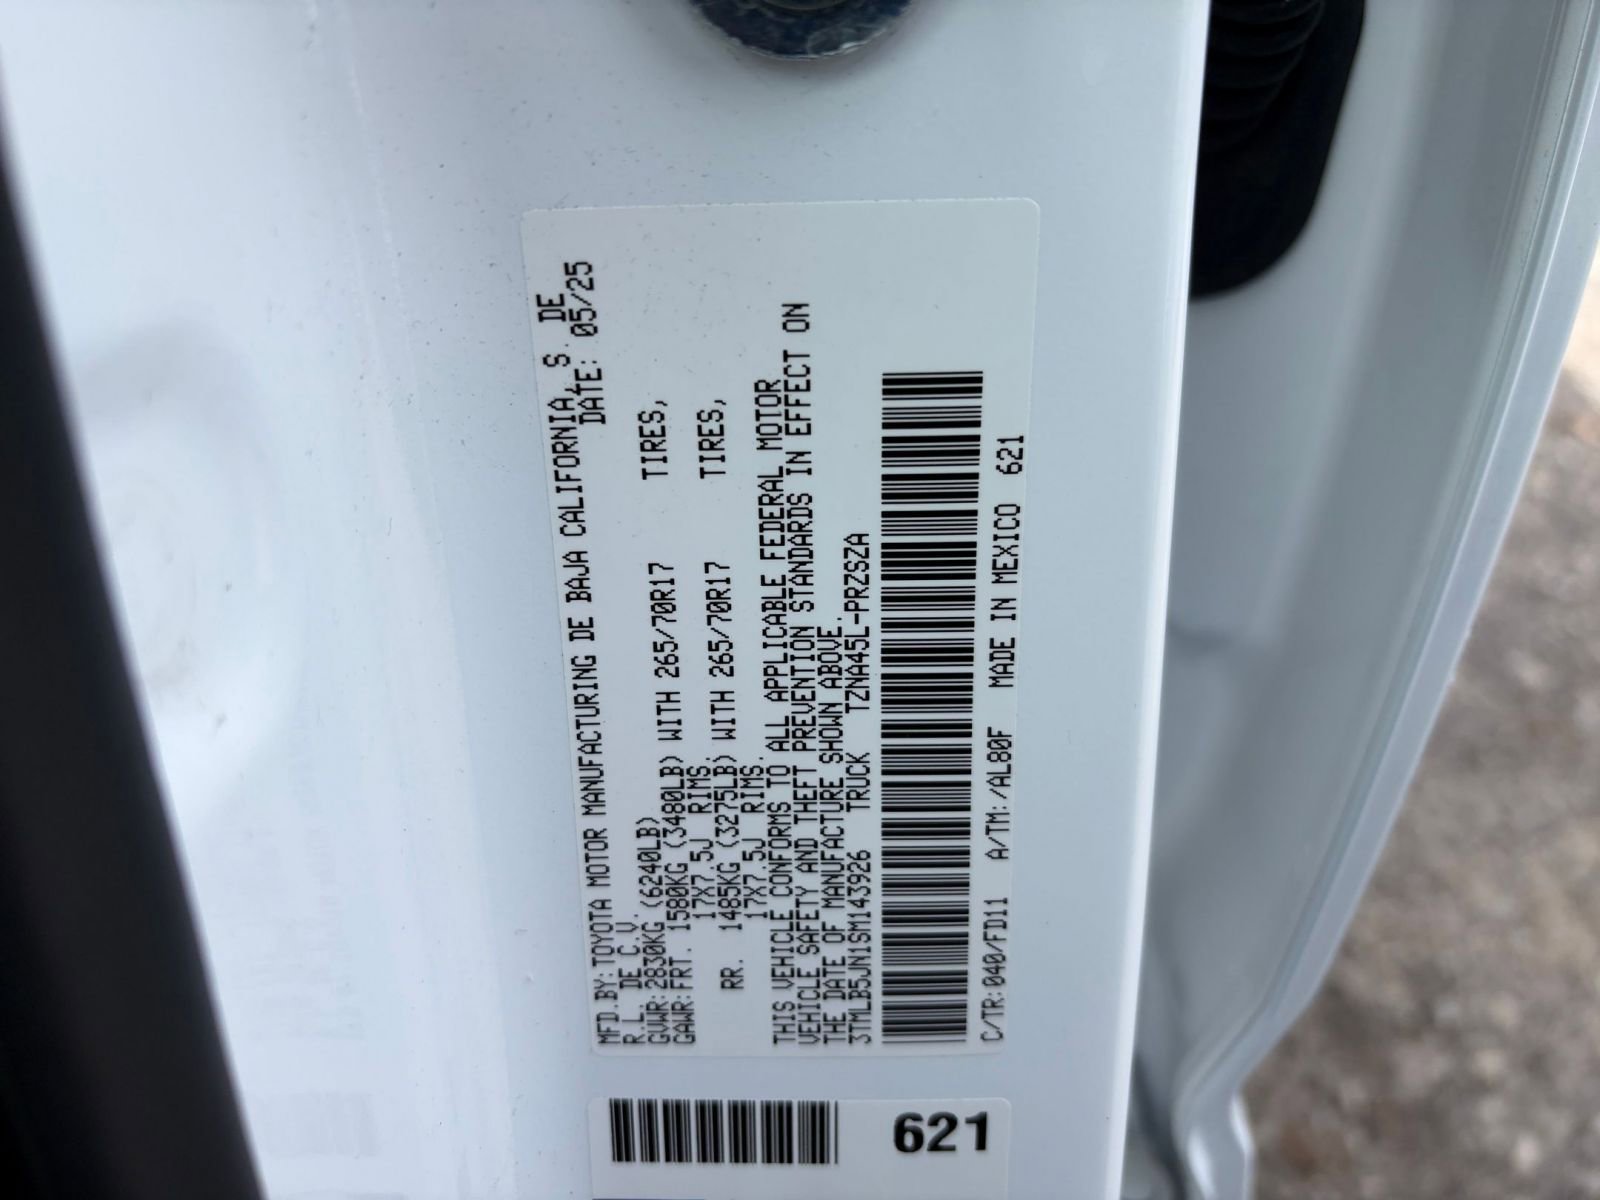 MFD.BY:TOYOTA MOTOR MANUFACTURING DE BAJA CALIFORNIA, S. DE
R.L. DE C.V. DATE: 05/25
GVWR:2830KG (6240LB)
GAWR:FRT. 1580KG (3480LB) WITH 265/70R17 TIRES,
17X7.5J RIMS.
RR. 1485KG (3275LB) WITH 265/70R17 TIRES,
17X7.5J RIMS.
THIS VEHICLE CONFORMS TO ALL APPLICABLE FEDERAL MOTOR
VEHICLE SAFETY AND THEFT PREVENTION STANDARDS IN EFFECT ON
THE DATE OF MANUFACTURE SHOWN ABOVE.
3TMLB5JN1SM143926 TRUCK TZNA45L-PRZSZA
C/TR:040/FD11 A/TM:/AL80F MADE IN MEXICO 621
621